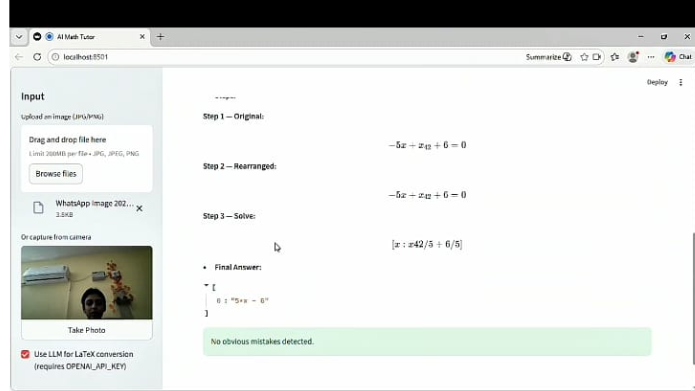 AI Math Tutor
localhost:8501
Summarize
Chat
Deploy
Input
Upload an image (JPG/PNG)
Drag and drop file here
Limit 200MB per file • JPG, JPEG, PNG
Browse files
WhatsApp Image 202...
3.8KB
Or capture from camera
Take Photo
Use LLM for LaTeX conversion
(requires OPENAI_API_KEY)
Step 1 — Original:
−5x + x₄₂ + 6 = 0
Step 2 — Rearranged:
−5x + x₄₂ + 6 = 0
Step 3 — Solve:
[x : x42/5 + 6/5]
Final Answer:
[
0 : "5*x - 6"
]
No obvious mistakes detected.